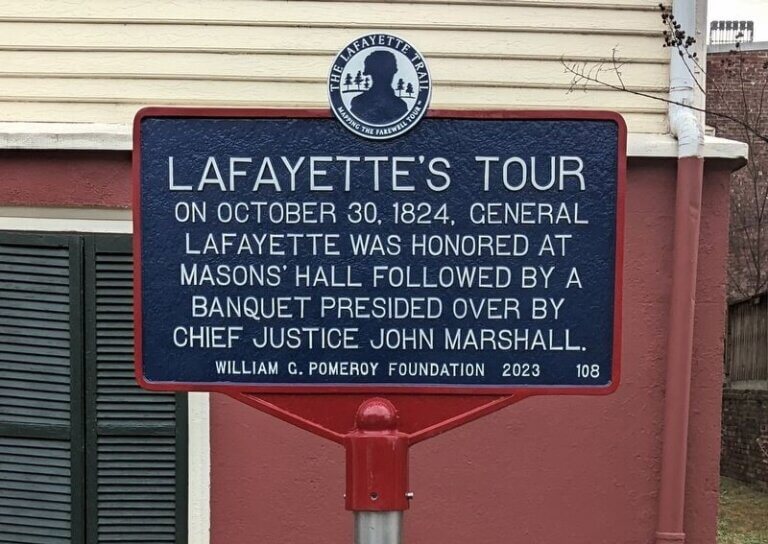 THE LAFAYETTE TRAIL
MAPPING THE FAREWELL TOUR
LAFAYETTE'S TOUR
ON OCTOBER 30, 1824, GENERAL
LAFAYETTE WAS HONORED AT
MASONS' HALL FOLLOWED BY A
BANQUET PRESIDED OVER BY
CHIEF JUSTICE JOHN MARSHALL.
WILLIAM G. POMEROY FOUNDATION 2023 108